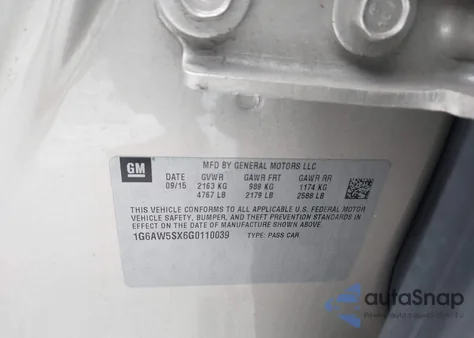 GM
MFD BY GENERAL MOTORS LLC
DATE GVWR GAWR FRT GAWR RR
09/15 2163 KG 988 KG 1174 KG
4767 LB 2179 LB 2588 LB
THIS VEHICLE CONFORMS TO ALL APPLICABLE U.S. FEDERAL MOTOR
VEHICLE SAFETY, BUMPER, AND THEFT PREVENTION STANDARDS
IN EFFECT ON THE DATE OF MANUFACTURE SHOWN ABOVE.
1G6AW5SX6G0110039 TYPE: PASS CAR
autoSnap